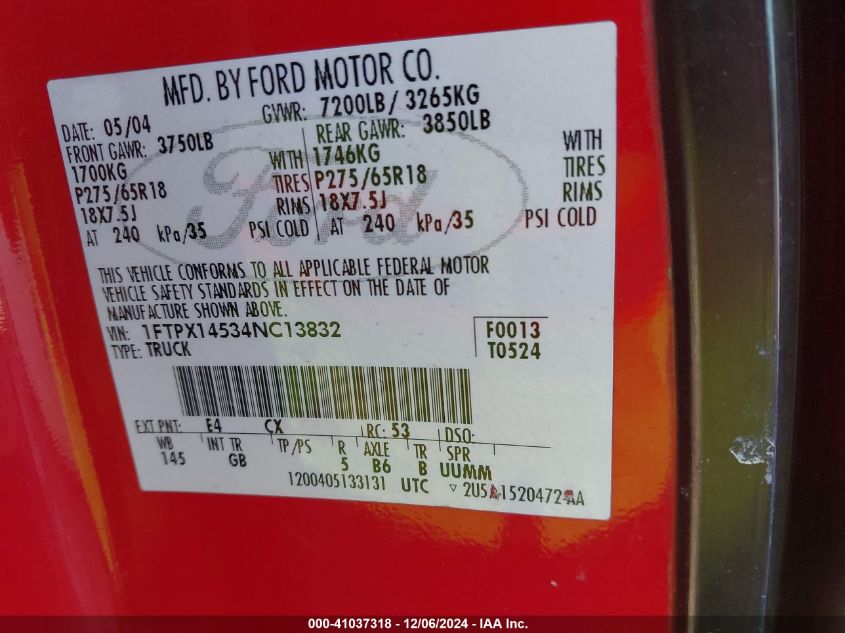 MFD. BY FORD MOTOR CO.
DATE: 05/04 GVWR: 7200LB/ 3265KG
FRONT GAWR: 3750LB REAR GAWR: 3850LB
1700KG WITH 1746KG WITH
P275/65R18 TIRES P275/65R18 TIRES
18X7.5J RIMS 18X7.5J RIMS
AT 240 kPa/35 PSI COLD AT 240 kPa/35 PSI COLD
Ford
THIS VEHICLE CONFORMS TO ALL APPLICABLE FEDERAL MOTOR
VEHICLE SAFETY STANDARDS IN EFFECT ON THE DATE OF
MANUFACTURE SHOWN ABOVE.
VIN: 1FTPX14534NC13832 F0013
TYPE: TRUCK T0524
EXT PNT: E4 CX RC: 53 DSO:
WB INT TR TP/PS R AXLE TR SPR
145 GB 5 B6 B UUMM
1200405133131 UTC ▽ 2U5A-1520472-AA
000-41037318 - 12/06/2024 - IAA Inc.